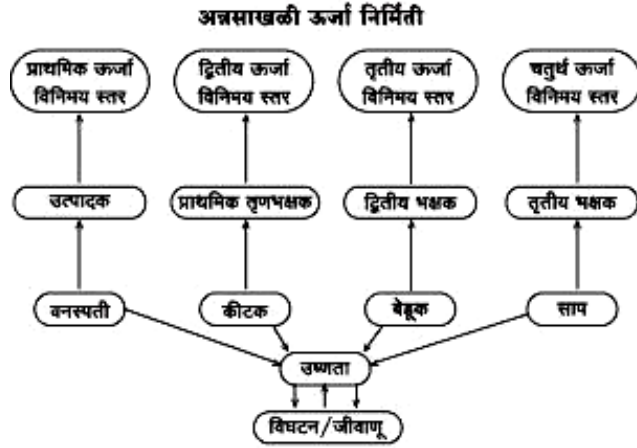 अन्नसाखळी ऊर्जा निर्मिती
प्राथमिक ऊर्जा
विनिमय स्तर
द्वितीय ऊर्जा
विनिमय स्तर
तृतीय ऊर्जा
विनिमय स्तर
चतुर्थ ऊर्जा
विनिमय स्तर
उत्पादक
प्राथमिक तृणभक्षक
द्वितीय भक्षक
तृतीय भक्षक
वनस्पती
कीटक
बेडूक
साप
उष्णता
विघटन/जीवाणू